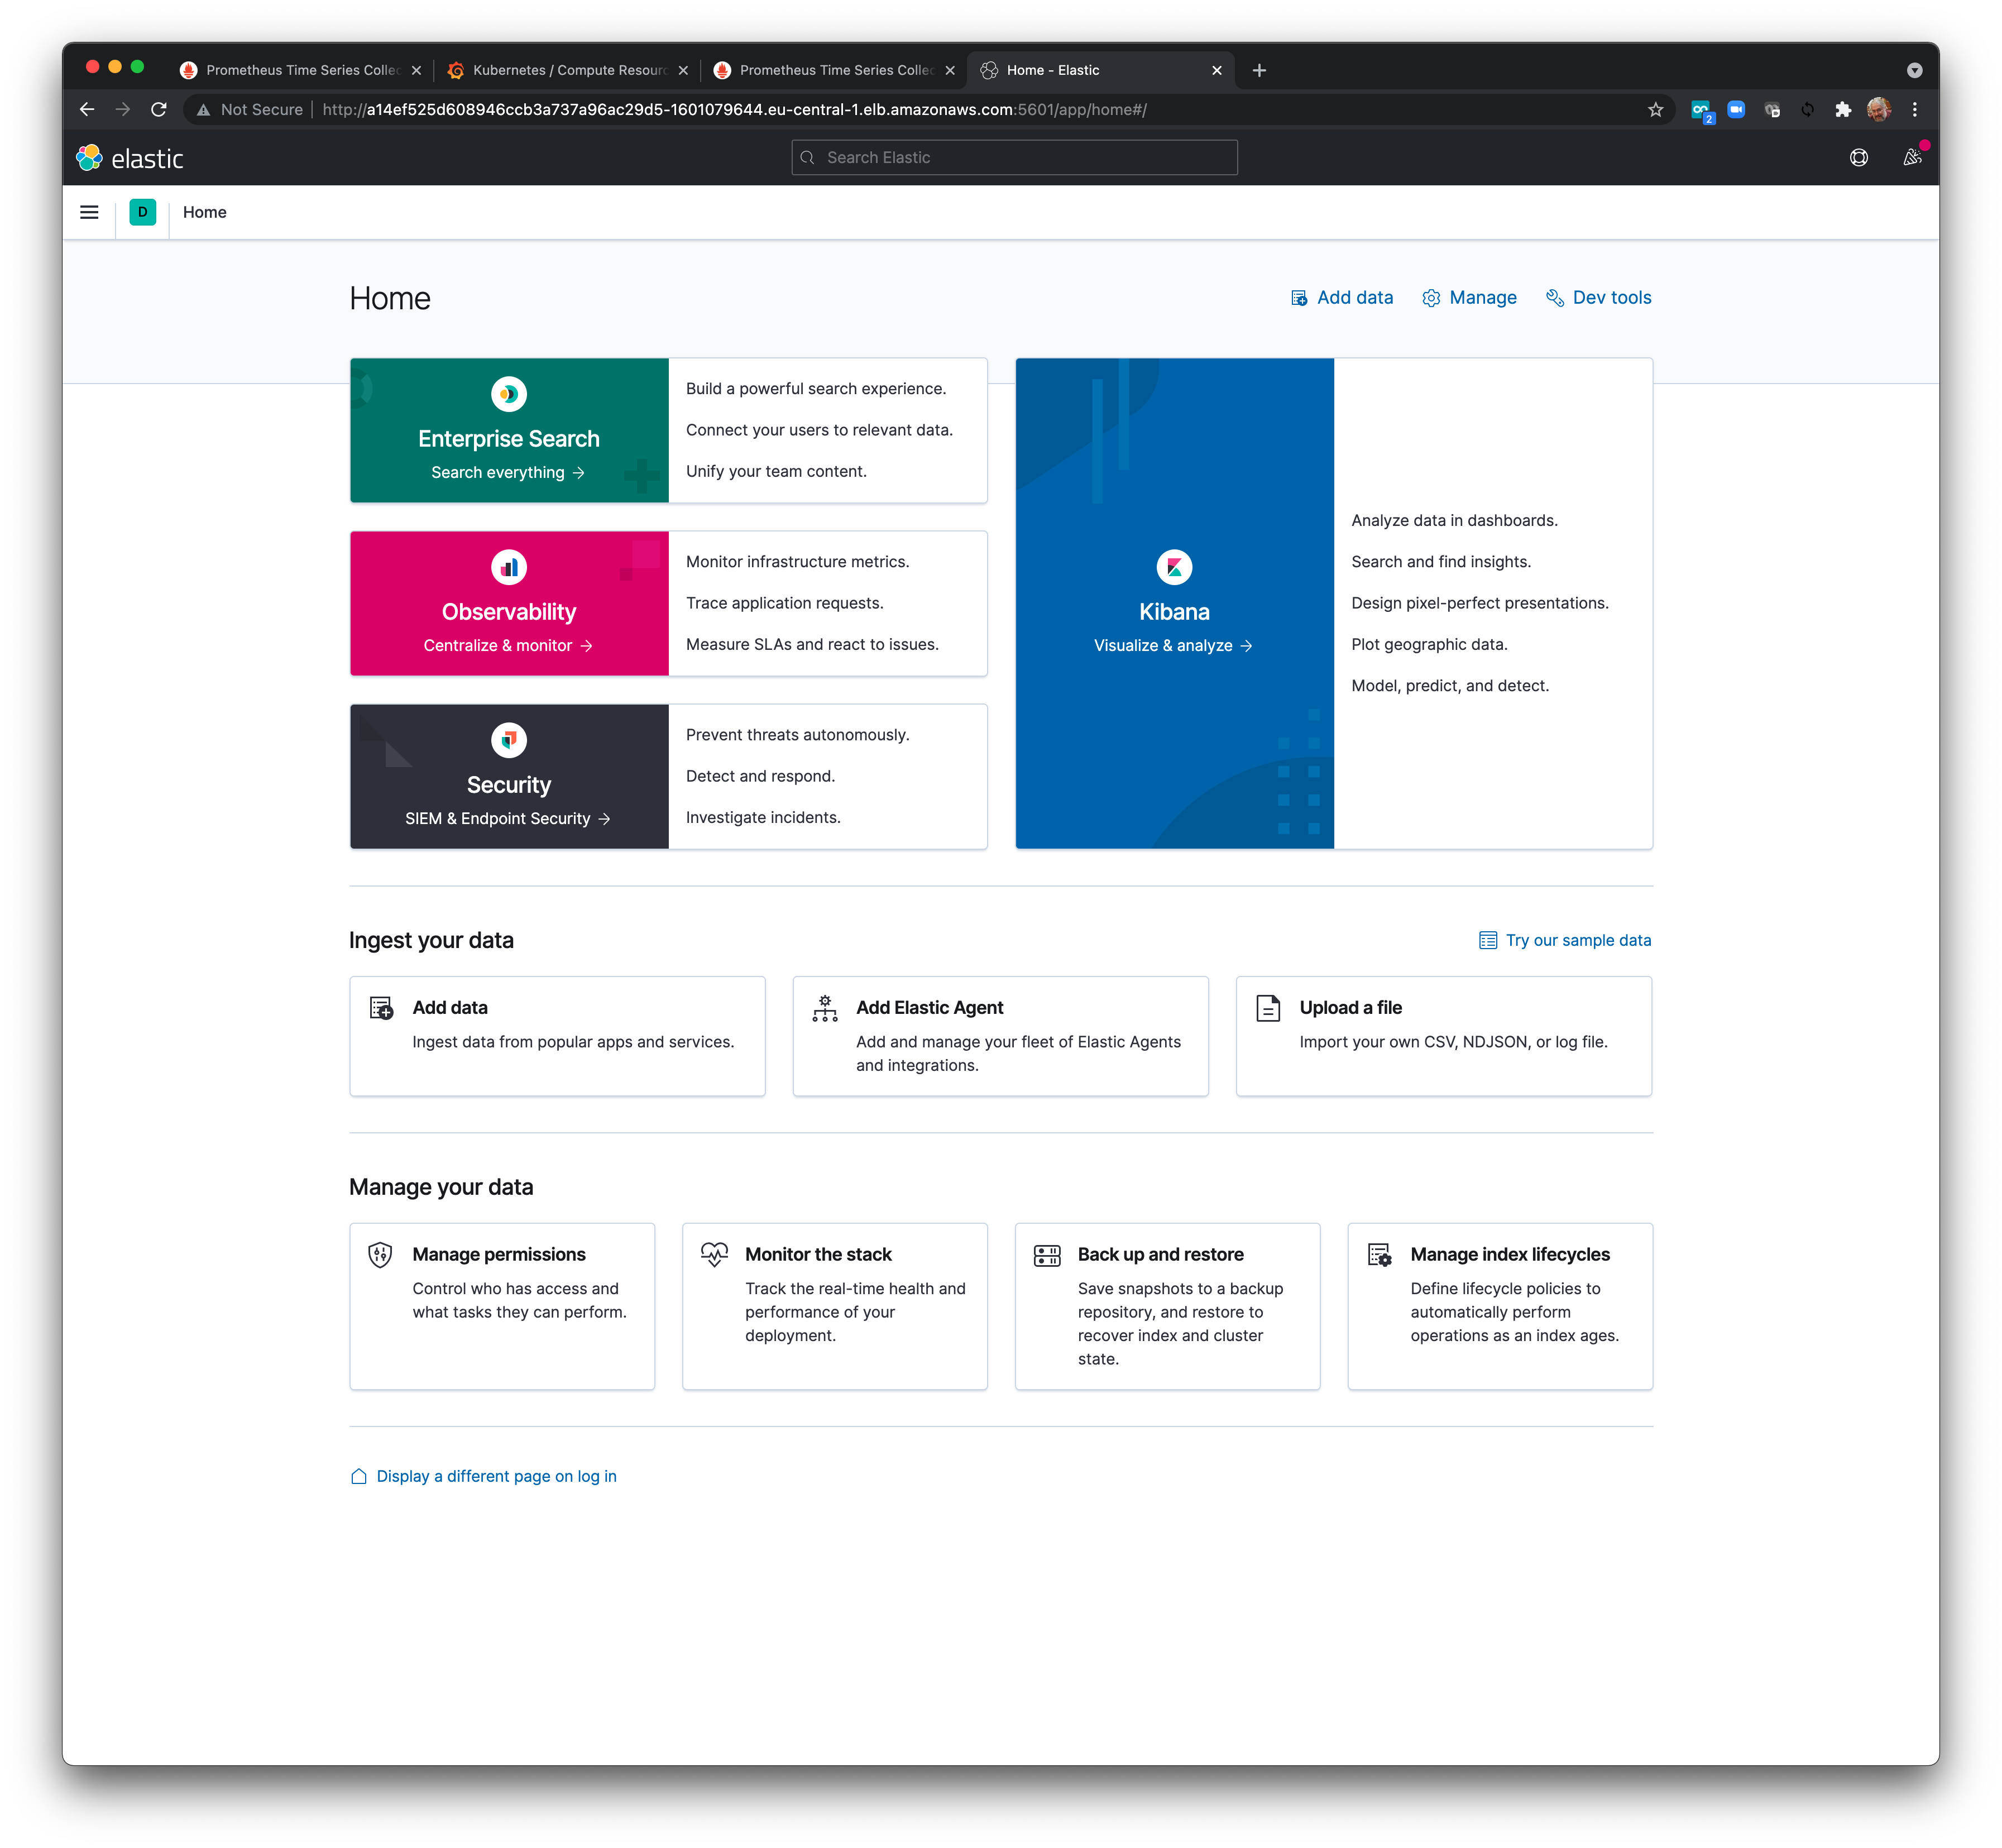 Prometheus Time Series Collec
Kubernetes / Compute Resourc
Prometheus Time Series Collec
Home - Elastic
Not Secure
http://a14ef525d608946ccb3a737a96ac29d5-1601079644.eu-central-1.elb.amazonaws.com:5601/app/home#/
2
elastic
Search Elastic
D
Home
Home
Add data
Manage
Dev tools
Enterprise Search
Search everything →
Build a powerful search experience.
Connect your users to relevant data.
Unify your team content.
Observability
Centralize & monitor →
Monitor infrastructure metrics.
Trace application requests.
Measure SLAs and react to issues.
Security
SIEM & Endpoint Security →
Prevent threats autonomously.
Detect and respond.
Investigate incidents.
Kibana
Visualize & analyze →
Analyze data in dashboards.
Search and find insights.
Design pixel-perfect presentations.
Plot geographic data.
Model, predict, and detect.
Ingest your data
Try our sample data
Add data
Ingest data from popular apps and services.
Add Elastic Agent
Add and manage your fleet of Elastic Agents
and integrations.
Upload a file
Import your own CSV, NDJSON, or log file.
Manage your data
Manage permissions
Control who has access and
what tasks they can perform.
Monitor the stack
Track the real-time health and
performance of your
deployment.
Back up and restore
Save snapshots to a backup
repository, and restore to
recover index and cluster
state.
Manage index lifecycles
Define lifecycle policies to
automatically perform
operations as an index ages.
Display a different page on log in